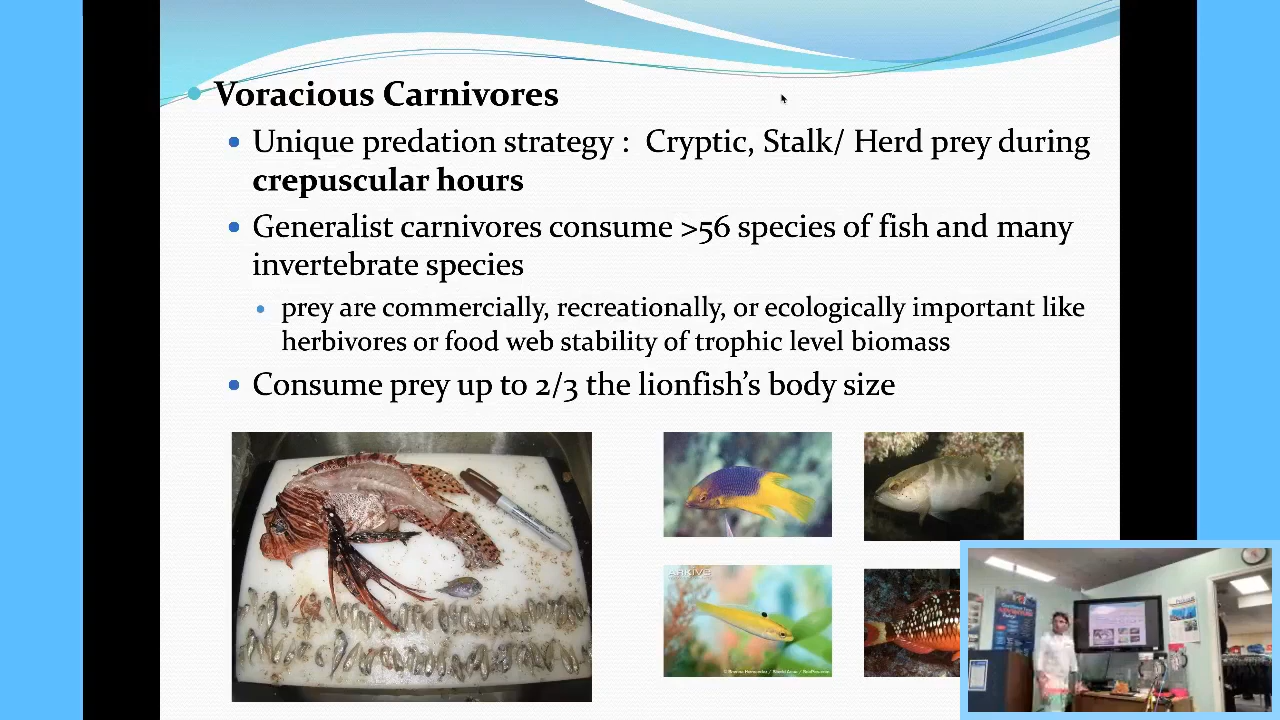 Voracious Carnivores
Unique predation strategy : Cryptic, Stalk/ Herd prey during
crepuscular hours
Generalist carnivores consume >56 species of fish and many
invertebrate species
prey are commercially, recreationally, or ecologically important like
herbivores or food web stability of trophic level biomass
Consume prey up to 2/3 the lionfish's body size
ARKIVE